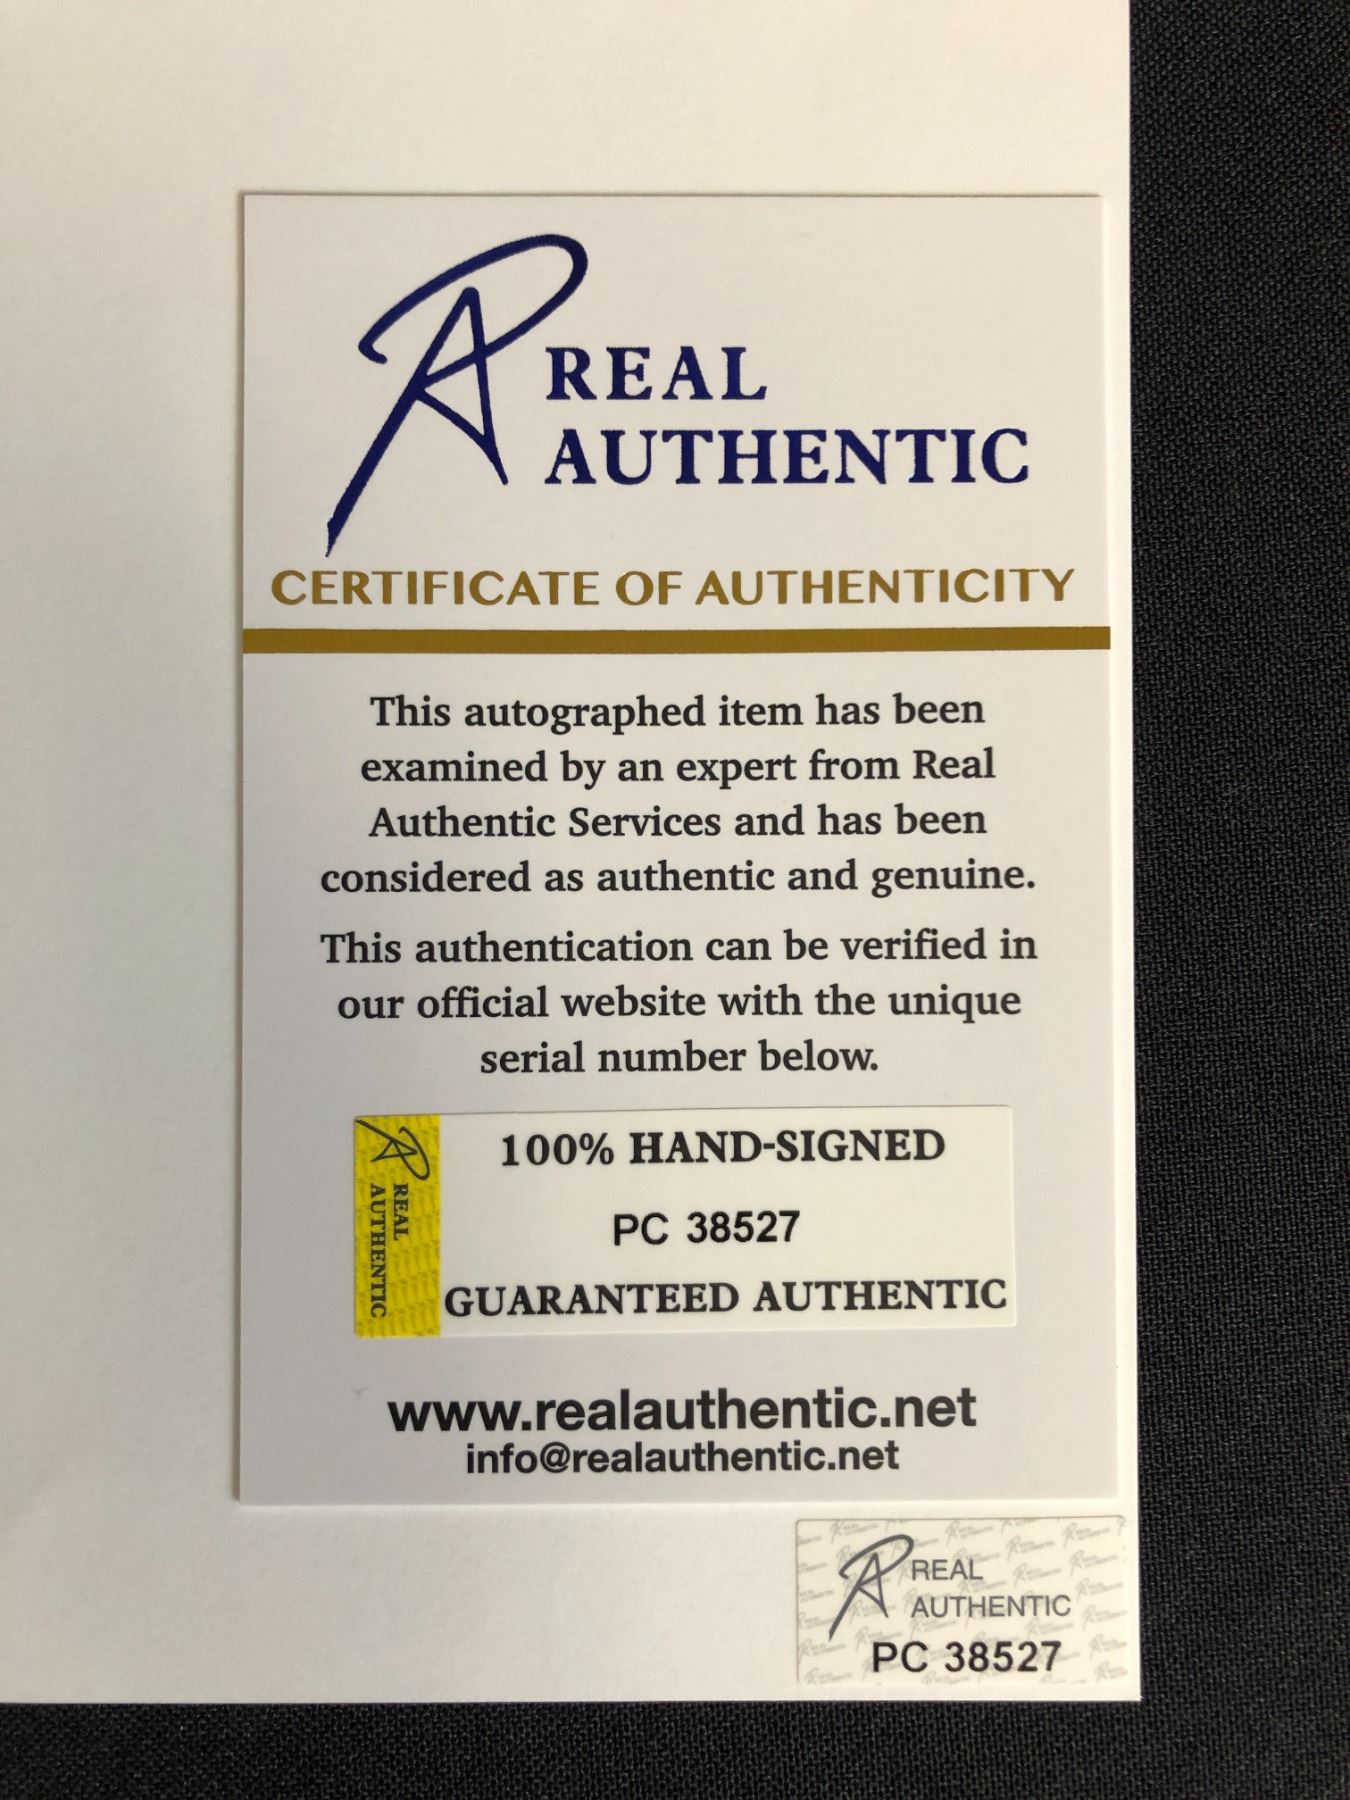 REAL
AUTHENTIC
CERTIFICATE OF AUTHENTICITY
This autographed item has been
examined by an expert from Real
Authentic Services and has been
considered as authentic and genuine.
This authentication can be verified in
our official website with the unique
serial number below.
REAL
AUTHENTIC
100% HAND-SIGNED
PC 38527
GUARANTEED AUTHENTIC
www.realauthentic.net
info@realauthentic.net
REAL
AUTHENTIC
PC 38527